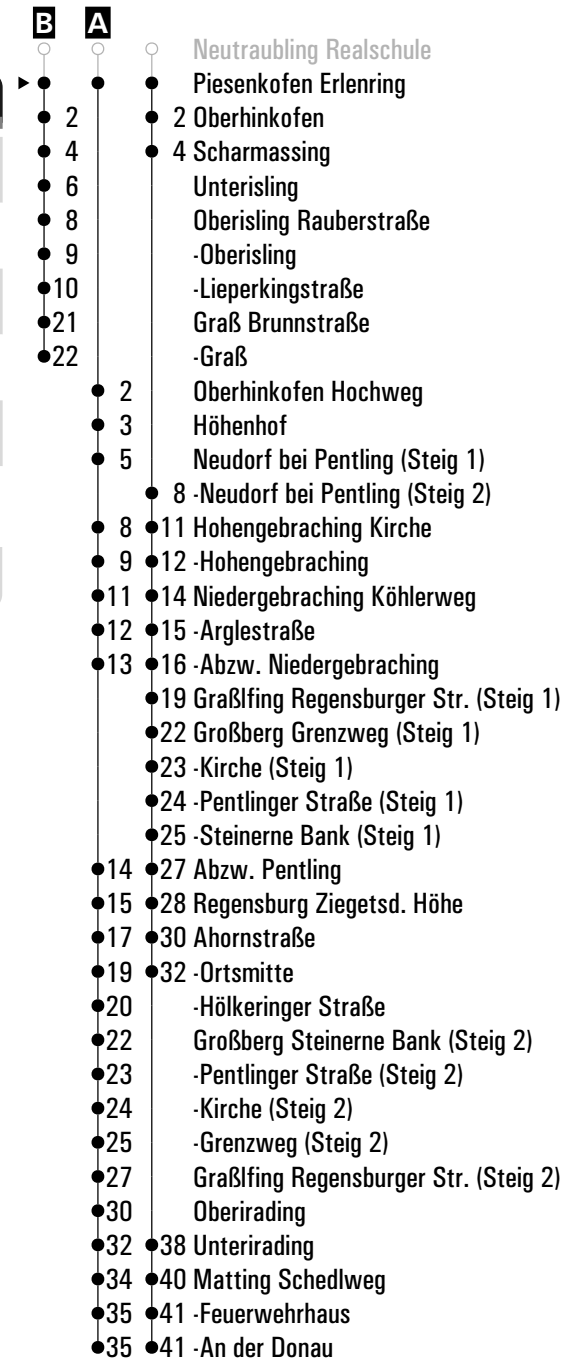 B A
Neutraubling Realschule
Piesenkofen Erlenring
2 2 Oberhinkofen
4 4 Scharmassing
6 Unterisling
8 Oberisling Rauberstraße
9 -Oberisling
10 -Lieperkingstraße
21 Graß Brunnstraße
22 -Graß
2 Oberhinkofen Hochweg
3 Höhenhof
5 Neudorf bei Pentling (Steig 1)
8 -Neudorf bei Pentling (Steig 2)
8 11 Hohengebraching Kirche
9 12 -Hohengebraching
11 14 Niedergebraching Köhlerweg
12 15 -Arglestraße
13 16 -Abzw. Niedergebraching
19 Graßlfing Regensburger Str. (Steig 1)
22 Großberg Grenzweg (Steig 1)
23 -Kirche (Steig 1)
24 -Pentlinger Straße (Steig 1)
25 -Steinerne Bank (Steig 1)
14 27 Abzw. Pentling
15 28 Regensburg Ziegetsd. Höhe
17 30 Ahornstraße
19 32 -Ortsmitte
20 -Hölkeringer Straße
22 Großberg Steinerne Bank (Steig 2)
23 -Pentlinger Straße (Steig 2)
24 -Kirche (Steig 2)
25 -Grenzweg (Steig 2)
27 Graßlfing Regensburger Str. (Steig 2)
30 Oberirading
32 38 Unterirading
34 40 Matting Schedlweg
35 41 -Feuerwehrhaus
35 41 -An der Donau